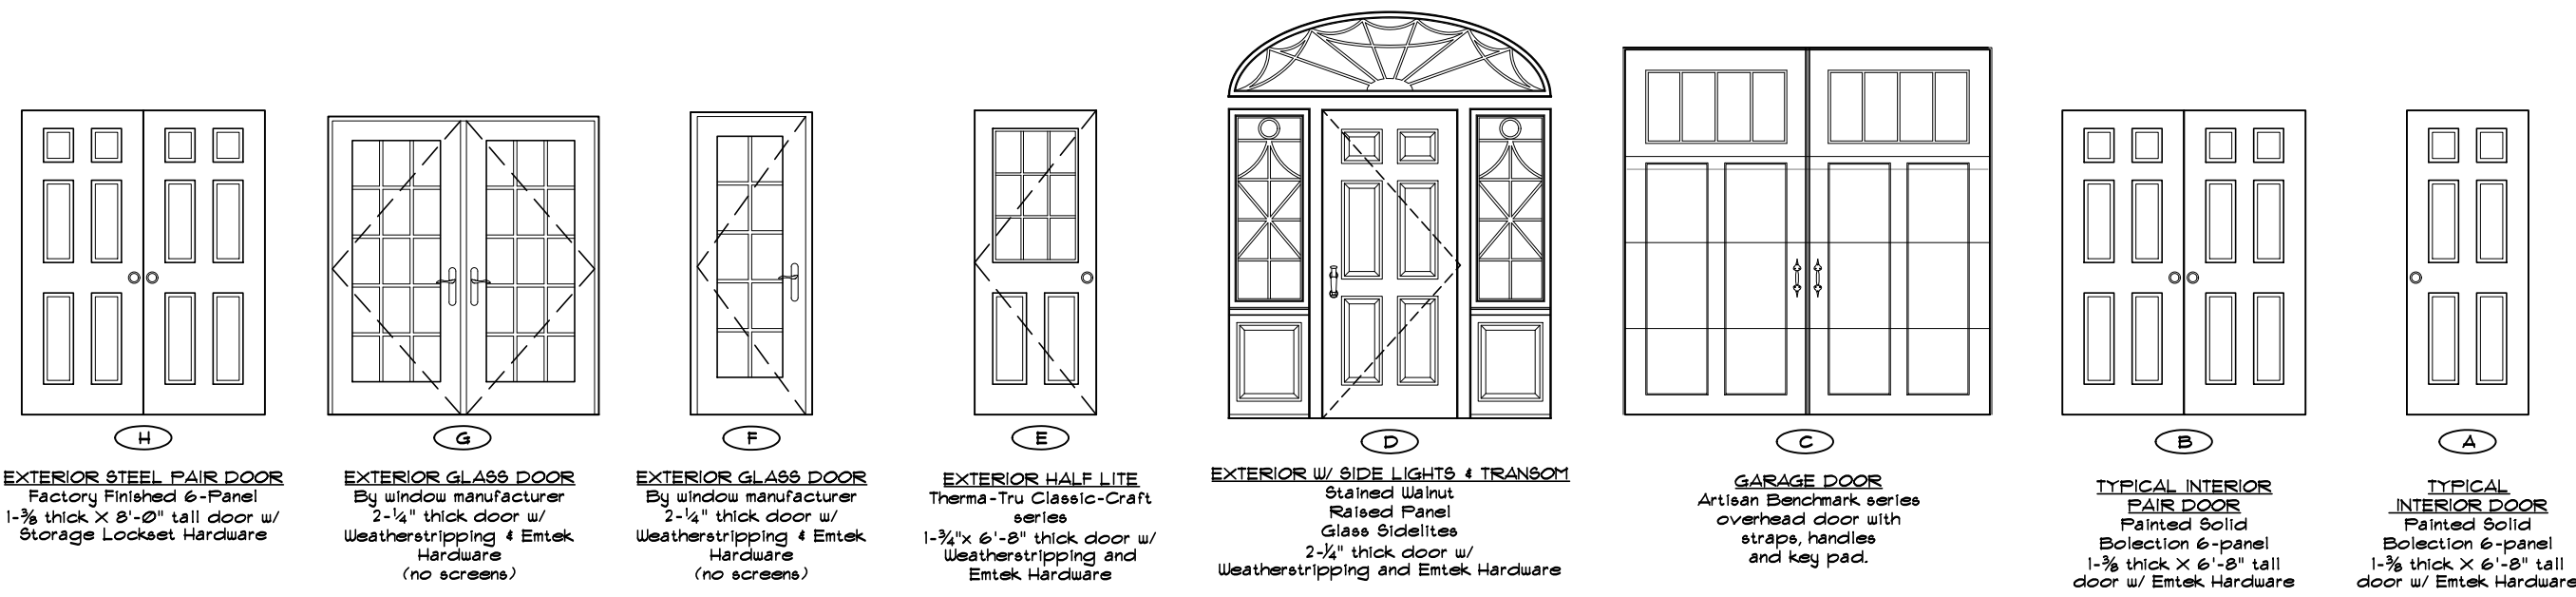 H
EXTERIOR STEEL PAIR DOOR
Factory Finished 6-Panel
1-⅜ thick X 8'-0" tall door w/
Storage Lockset Hardware
G
EXTERIOR GLASS DOOR
By window manufacturer
2-¼" thick door w/
Weatherstripping & Emtek
Hardware
(no screens)
F
EXTERIOR GLASS DOOR
By window manufacturer
2-¼" thick door w/
Weatherstripping & Emtek
Hardware
(no screens)
E
EXTERIOR HALF LITE
Therma-Tru Classic-Craft
series
1-¾"x 6'-8" thick door w/
Weatherstripping and
Emtek Hardware
D
EXTERIOR W/ SIDE LIGHTS & TRANSOM
Stained Walnut
Raised Panel
Glass Sidelites
2-¼" thick door w/
Weatherstripping and Emtek Hardware
C
GARAGE DOOR
Artisan Benchmark series
overhead door with
straps, handles
and key pad.
B
TYPICAL INTERIOR
PAIR DOOR
Painted Solid
Bolection 6-panel
1-⅜ thick X 6'-8" tall
door w/ Emtek Hardware
A
TYPICAL
INTERIOR DOOR
Painted Solid
Bolection 6-panel
1-⅜ thick X 6'-8" tall
door w/ Emtek Hardware